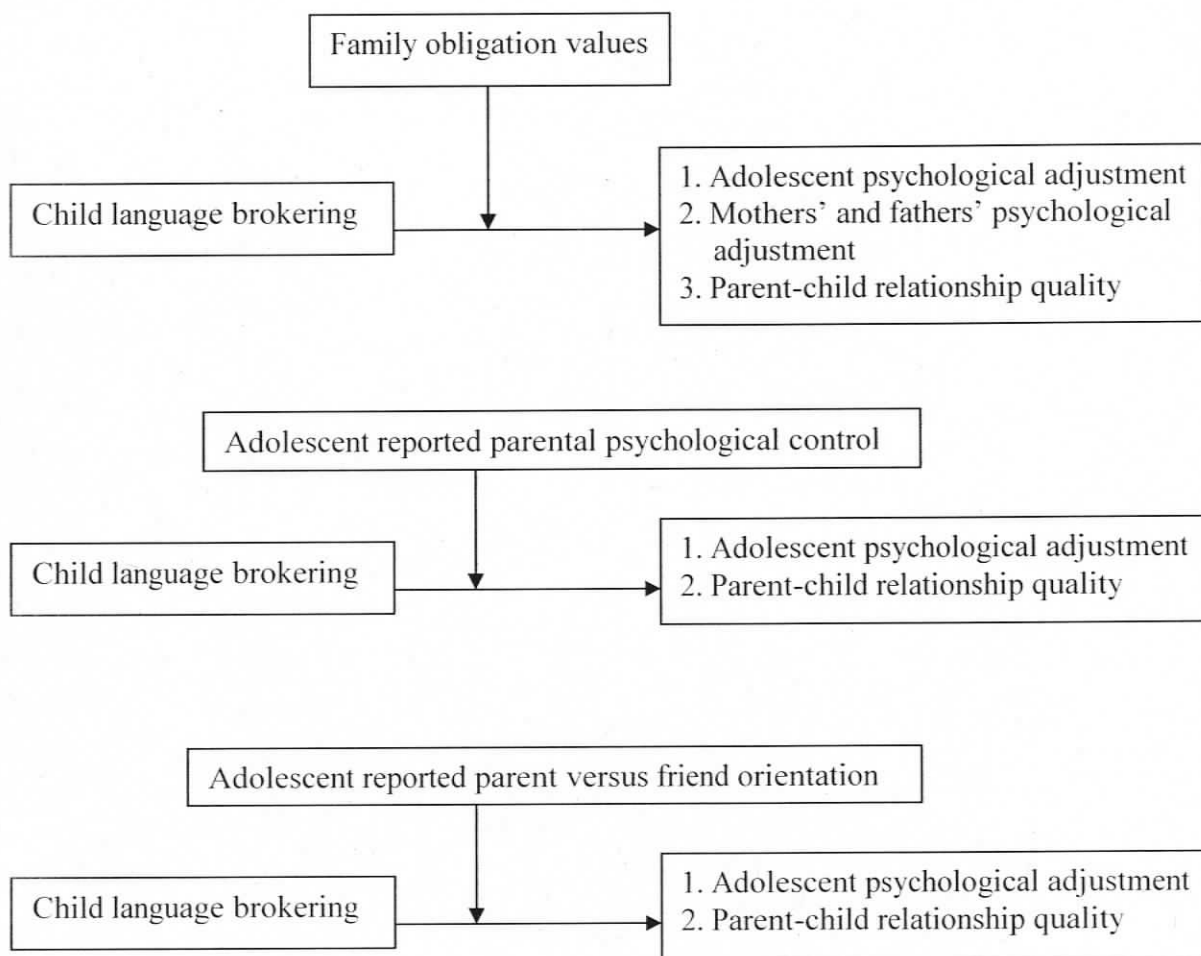 Family obligation values
Child language brokering
1. Adolescent psychological adjustment
2. Mothers’ and fathers’ psychological
adjustment
3. Parent-child relationship quality
Adolescent reported parental psychological control
Child language brokering
1. Adolescent psychological adjustment
2. Parent-child relationship quality
Adolescent reported parent versus friend orientation
Child language brokering
1. Adolescent psychological adjustment
2. Parent-child relationship quality